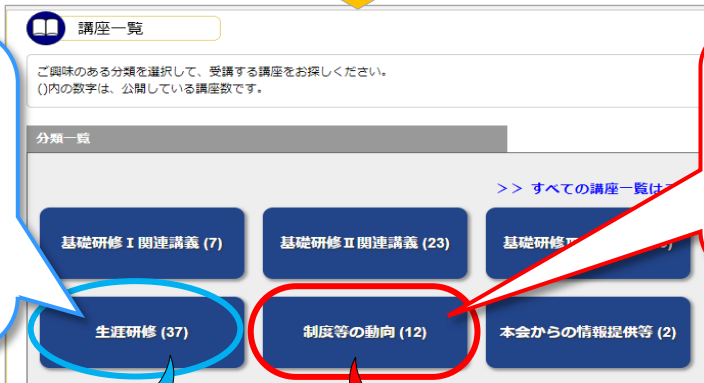 講座一覧
ご興味のある分類を選択して、受講する講座をお探しください。
()内の数字は、公開している講座数です。
分類一覧
>> すべての講座一覧は
基礎研修Ⅰ関連講義 (7)
基礎研修Ⅱ関連講義 (23)
基礎研修
生涯研修 (37)
制度等の動向 (12)
本会からの情報提供等 (2)